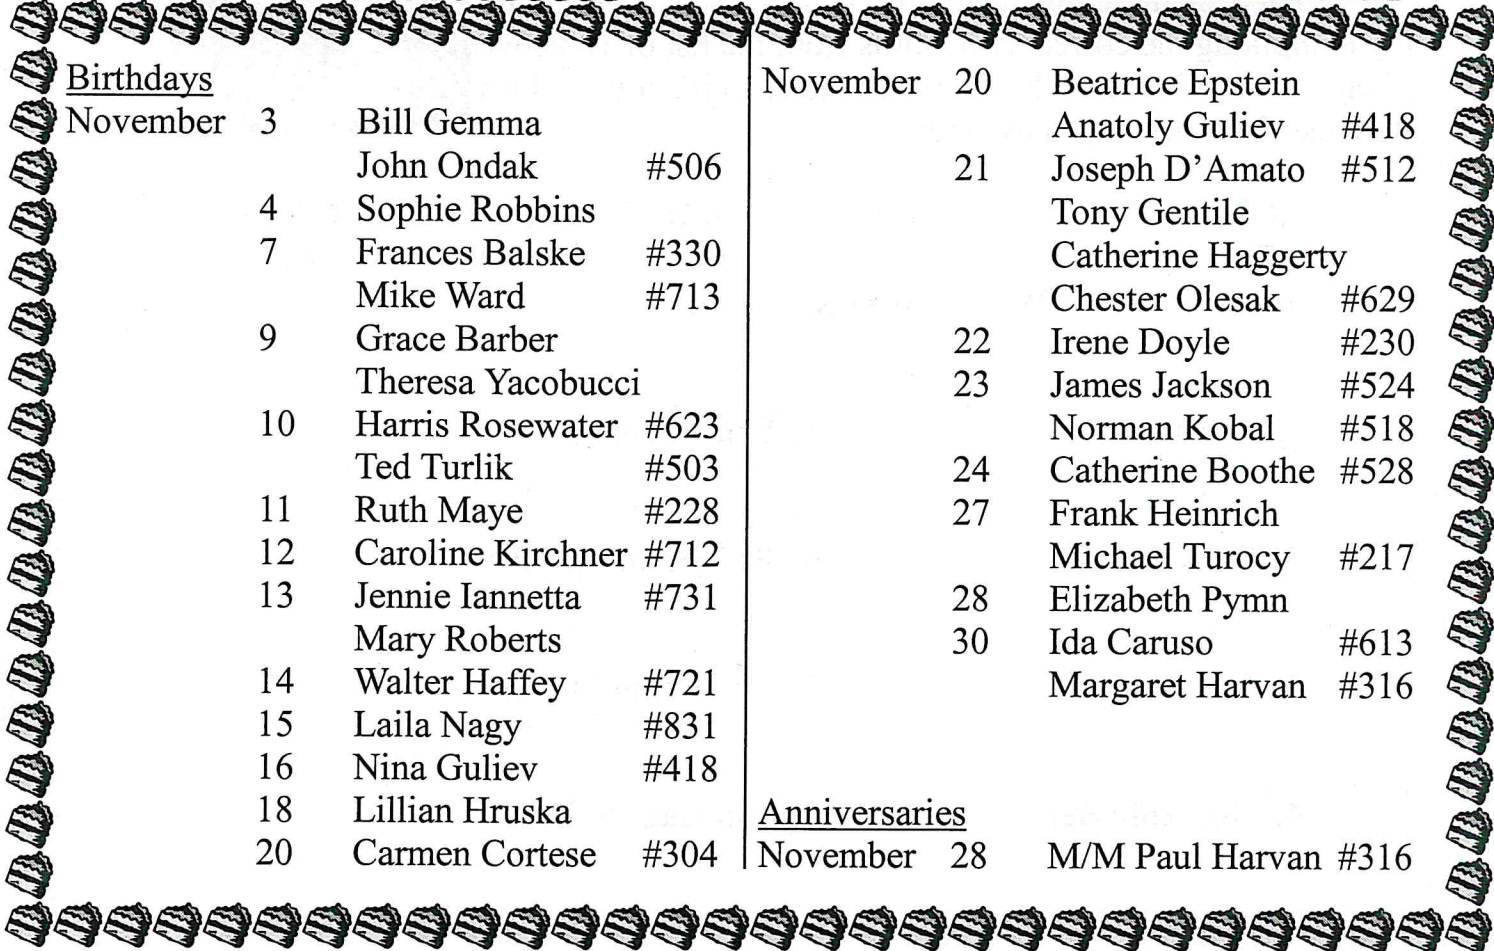 Birthdays
November 3 Bill Gemma
John Ondak #506
4 Sophie Robbins
7 Frances Balske #330
Mike Ward #713
9 Grace Barber
Theresa Yacobucci
10 Harris Rosewater #623
Ted Turlik #503
11 Ruth Maye #228
12 Caroline Kirchner #712
13 Jennie Iannetta #731
Mary Roberts
14 Walter Haffey #721
15 Laila Nagy #831
16 Nina Guliev #418
18 Lillian Hruska
20 Carmen Cortese #304
November 20 Beatrice Epstein
Anatoly Guliev #418
21 Joseph D'Amato #512
Tony Gentile
Catherine Haggerty
Chester Olesak #629
22 Irene Doyle #230
23 James Jackson #524
Norman Kobal #518
24 Catherine Boothe #528
27 Frank Heinrich
Michael Turocy #217
28 Elizabeth Pymn
30 Ida Caruso #613
Margaret Harvan #316
Anniversaries
November 28 M/M Paul Harvan #316